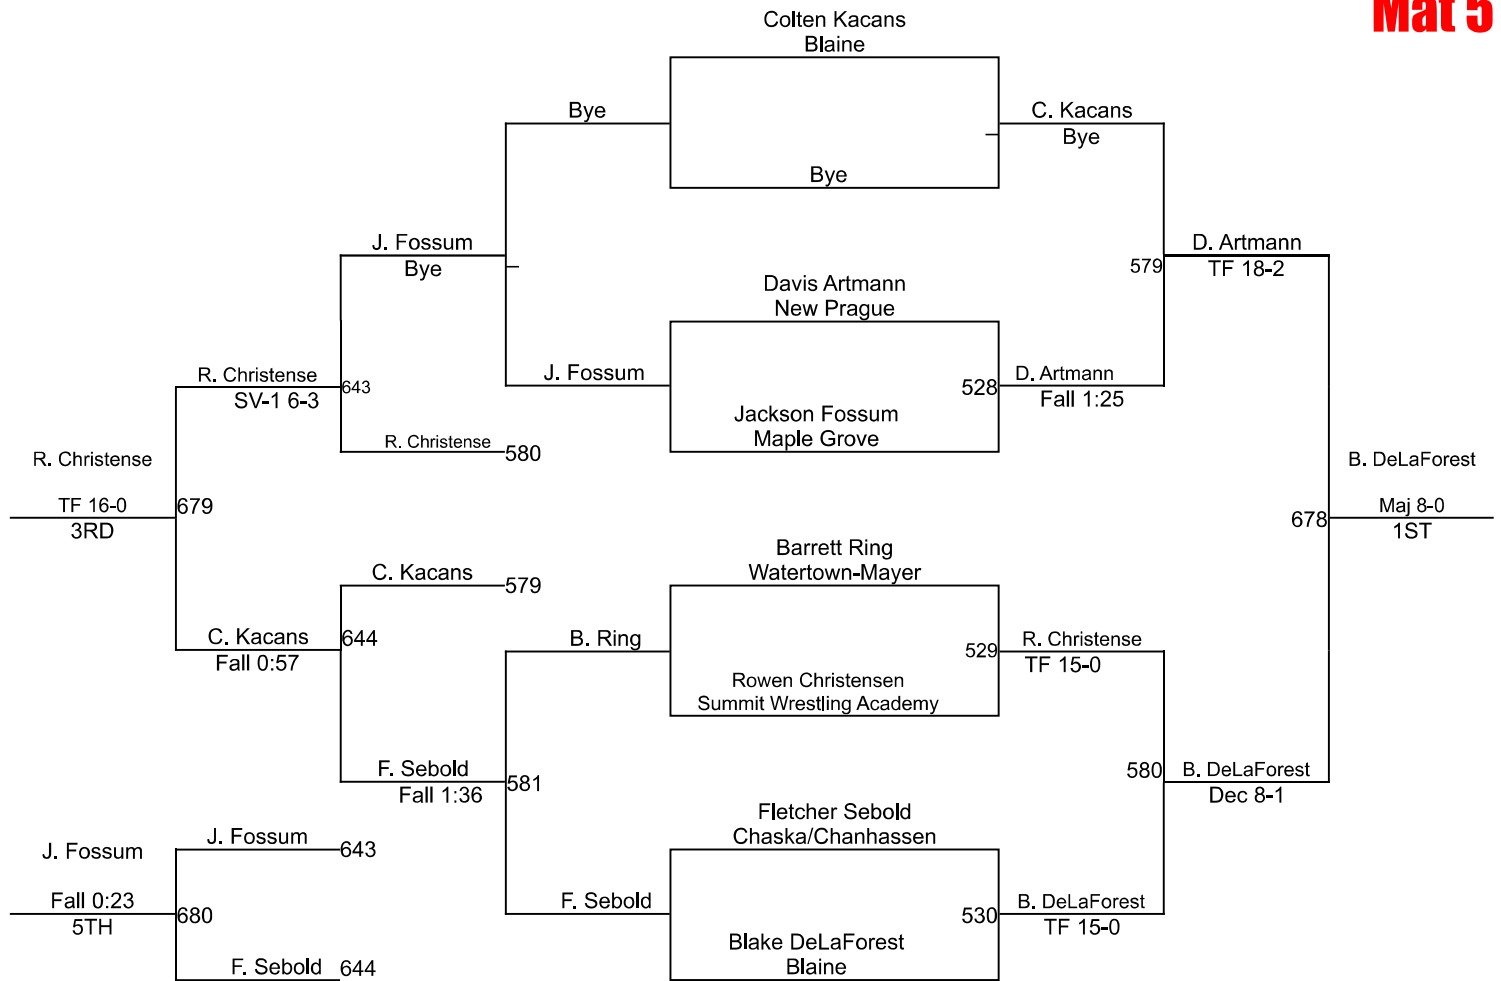 Mat 5
Colten Kacans
Blaine
Bye
C. Kacans
Bye
Bye
J. Fossum
Bye
D. Artmann
579
TF 18-2
Davis Artmann
New Prague
R. Christense
643
J. Fossum
528
D. Artmann
SV-1 6-3
Fall 1:25
Jackson Fossum
Maple Grove
R. Christense
580
R. Christense
B. DeLaForest
TF 16-0
679
3RD
678
Maj 8-0
1ST
Barrett Ring
Watertown-Mayer
C. Kacans
579
C. Kacans
644
Fall 0:57
B. Ring
529
R. Christense
TF 15-0
Rowen Christensen
Summit Wrestling Academy
F. Sebold
581
Fall 1:36
580
B. DeLaForest
Dec 8-1
Fletcher Sebold
Chaska/Chanhassen
J. Fossum
J. Fossum
643
Fall 0:23
680
5TH
F. Sebold
530
B. DeLaForest
TF 15-0
Blake DeLaForest
Blaine
F. Sebold
644